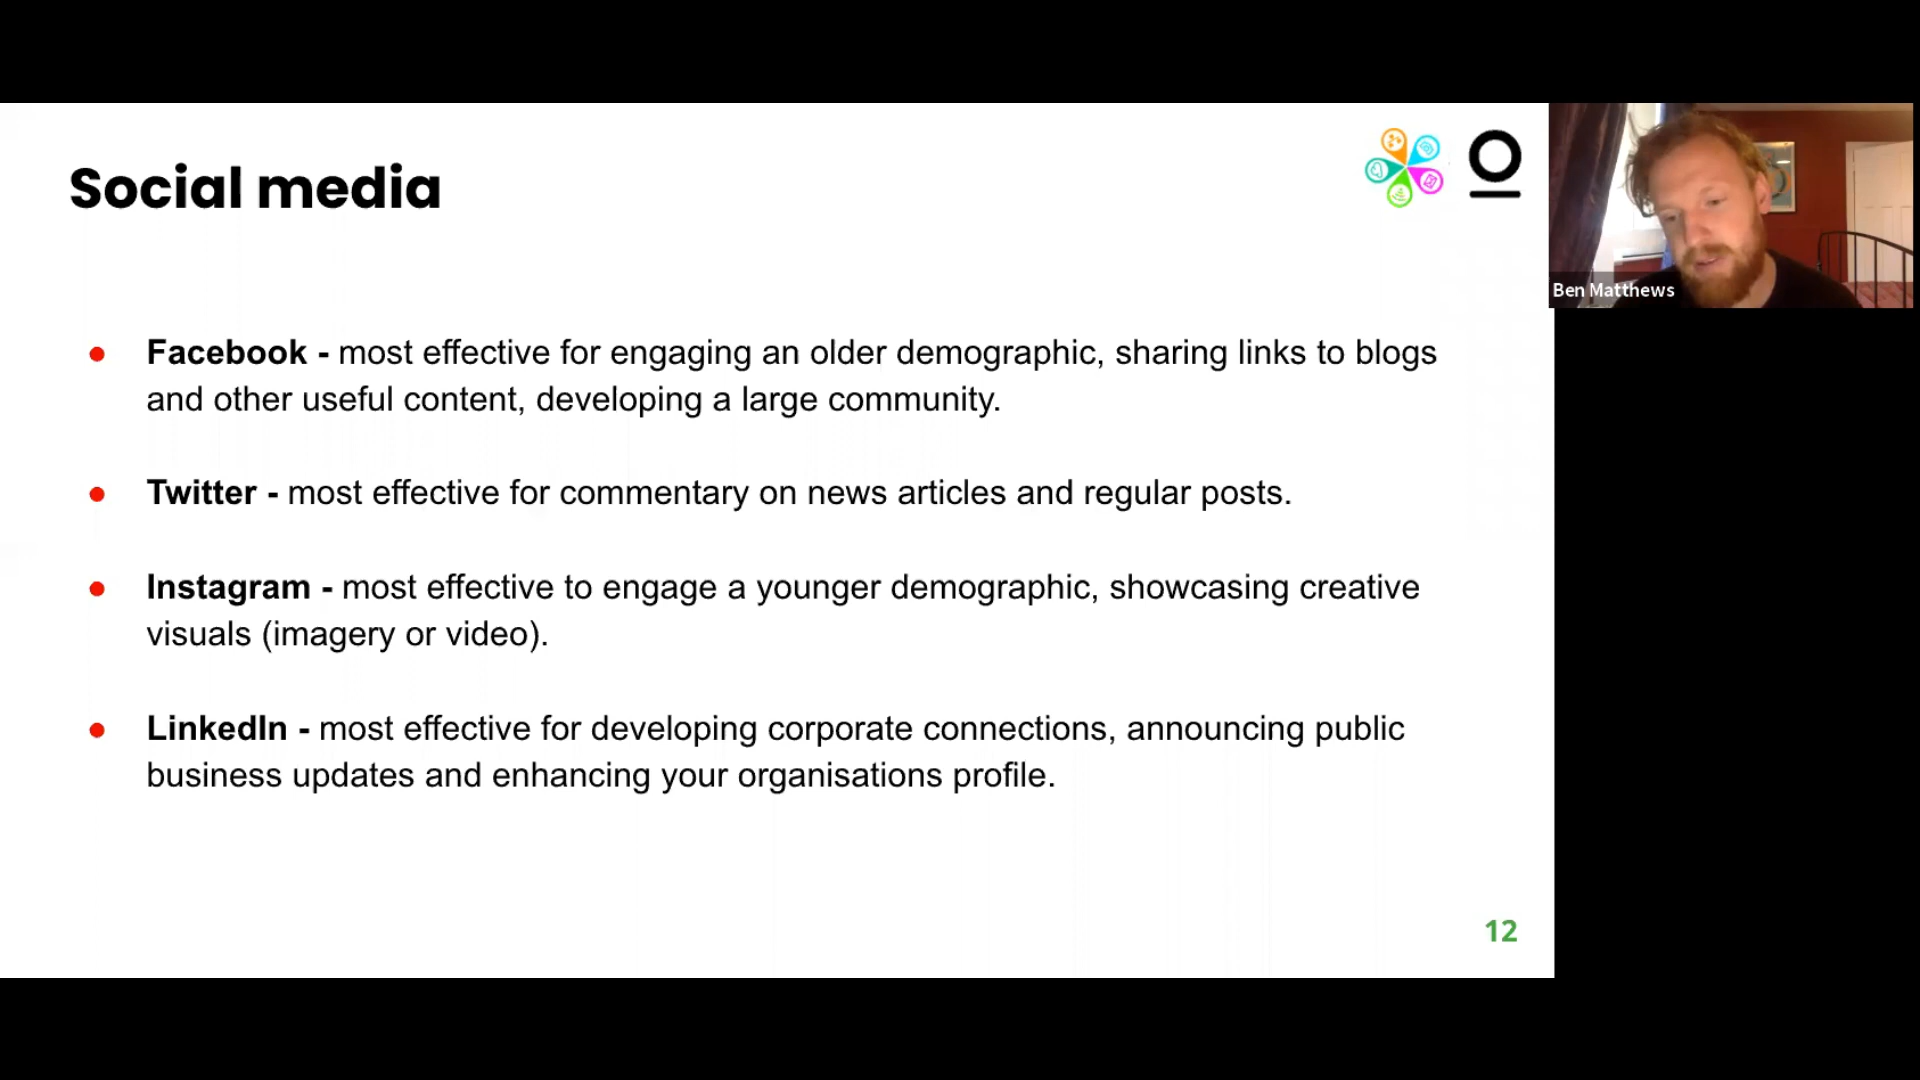 Social media
Ben Matthews
● Facebook - most effective for engaging an older demographic, sharing links to blogs
and other useful content, developing a large community.
● Twitter - most effective for commentary on news articles and regular posts.
● Instagram - most effective to engage a younger demographic, showcasing creative
visuals (imagery or video).
● LinkedIn - most effective for developing corporate connections, announcing public
business updates and enhancing your organisations profile.
12